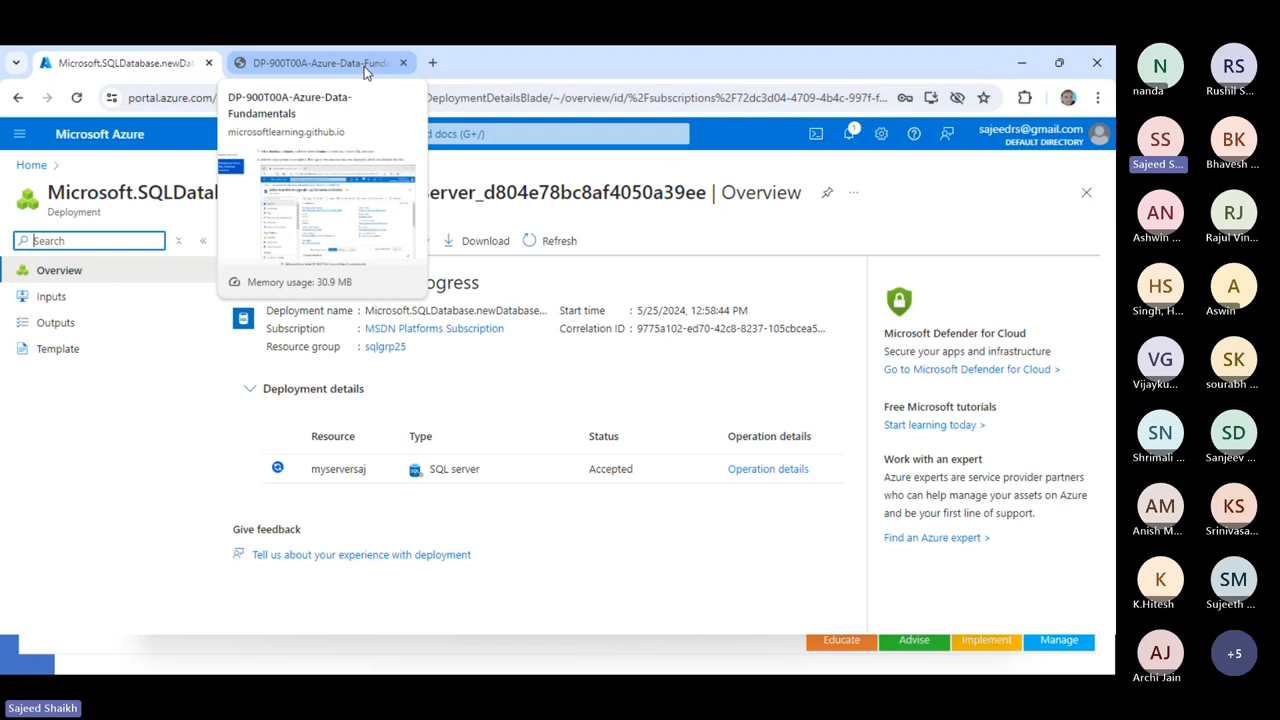 Microsoft.SQLDatabase.newDat
DP-900T00A-Azure-Data-Fund
portal.azure.com/
DeploymentDetailsBlade/~/overview/id/%2Fsubscriptions%2F72dc3d04-4709-4b4c-997f-f...
DP-900T00A-Azure-Data-
Fundamentals
microsoftlearning.github.io
Memory usage: 30.9 MB
Microsoft Azure
d docs (G+/)
1
sajeedrs@gmail.com
DEFAULT DIRECTORY
Home
Microsoft.SQLData
erver_d804e73bc8af4050a39ee | Overview
Deployment
Search
Download
Refresh
Overview
Inputs
Outputs
Template
ogress
Deployment name : Microsoft.SQLDatabase.newDatabase...
Subscription : MSDN Platforms Subscription
Resource group : sqlgrp25
Start time : 5/25/2024, 12:58:44 PM
Correlation ID : 9775a102-ed70-42c8-8237-105cbcea5...
Deployment details
Resource Type Status Operation details
myserversaj SQL server Accepted Operation details
Give feedback
Tell us about your experience with deployment
Microsoft Defender for Cloud
Secure your apps and infrastructure
Go to Microsoft Defender for Cloud >
Free Microsoft tutorials
Start learning today >
Work with an expert
Azure experts are service provider partners
who can help manage your assets on Azure
and be your first line of support.
Find an Azure expert >
Educate
Advise
Implement
Manage
N
nanda
RS
Rushil S...
SS
Sajeed S...
BK
Bhavesh ...
AN
Ashwin ...
RJ
Rajul Vin...
HS
Singh, H...
A
Aswin
VG
Vijayku...
SK
sourabh ...
SN
Shrimali ...
SD
Sanjeev ...
AM
Anish M...
KS
Srinivasa...
K
K.Hitesh
SM
Sujeeth ...
AJ
Archi Jain
+5
Sajeed Shaikh